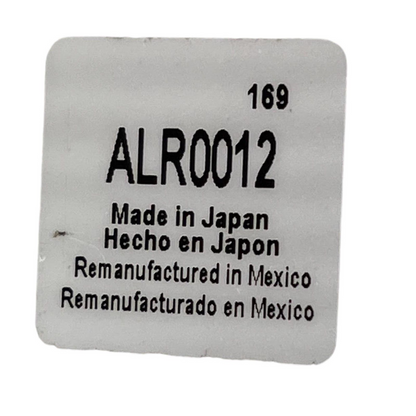 169
ALR0012
Made in Japan
Hecho en Japon
Remanufactured in Mexico
Remanufacturado en Mexico